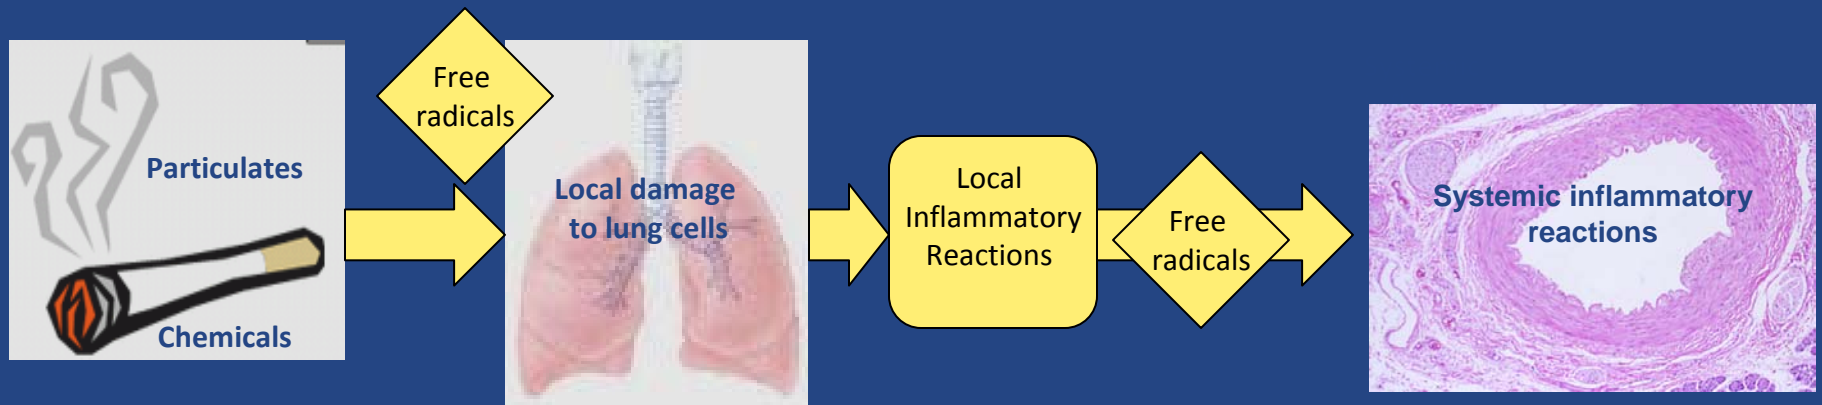 Particulates
Chemicals
Free
radicals
Local damage
to lung cells
Local
Inflammatory
Reactions
Free
radicals
Systemic inflammatory
reactions